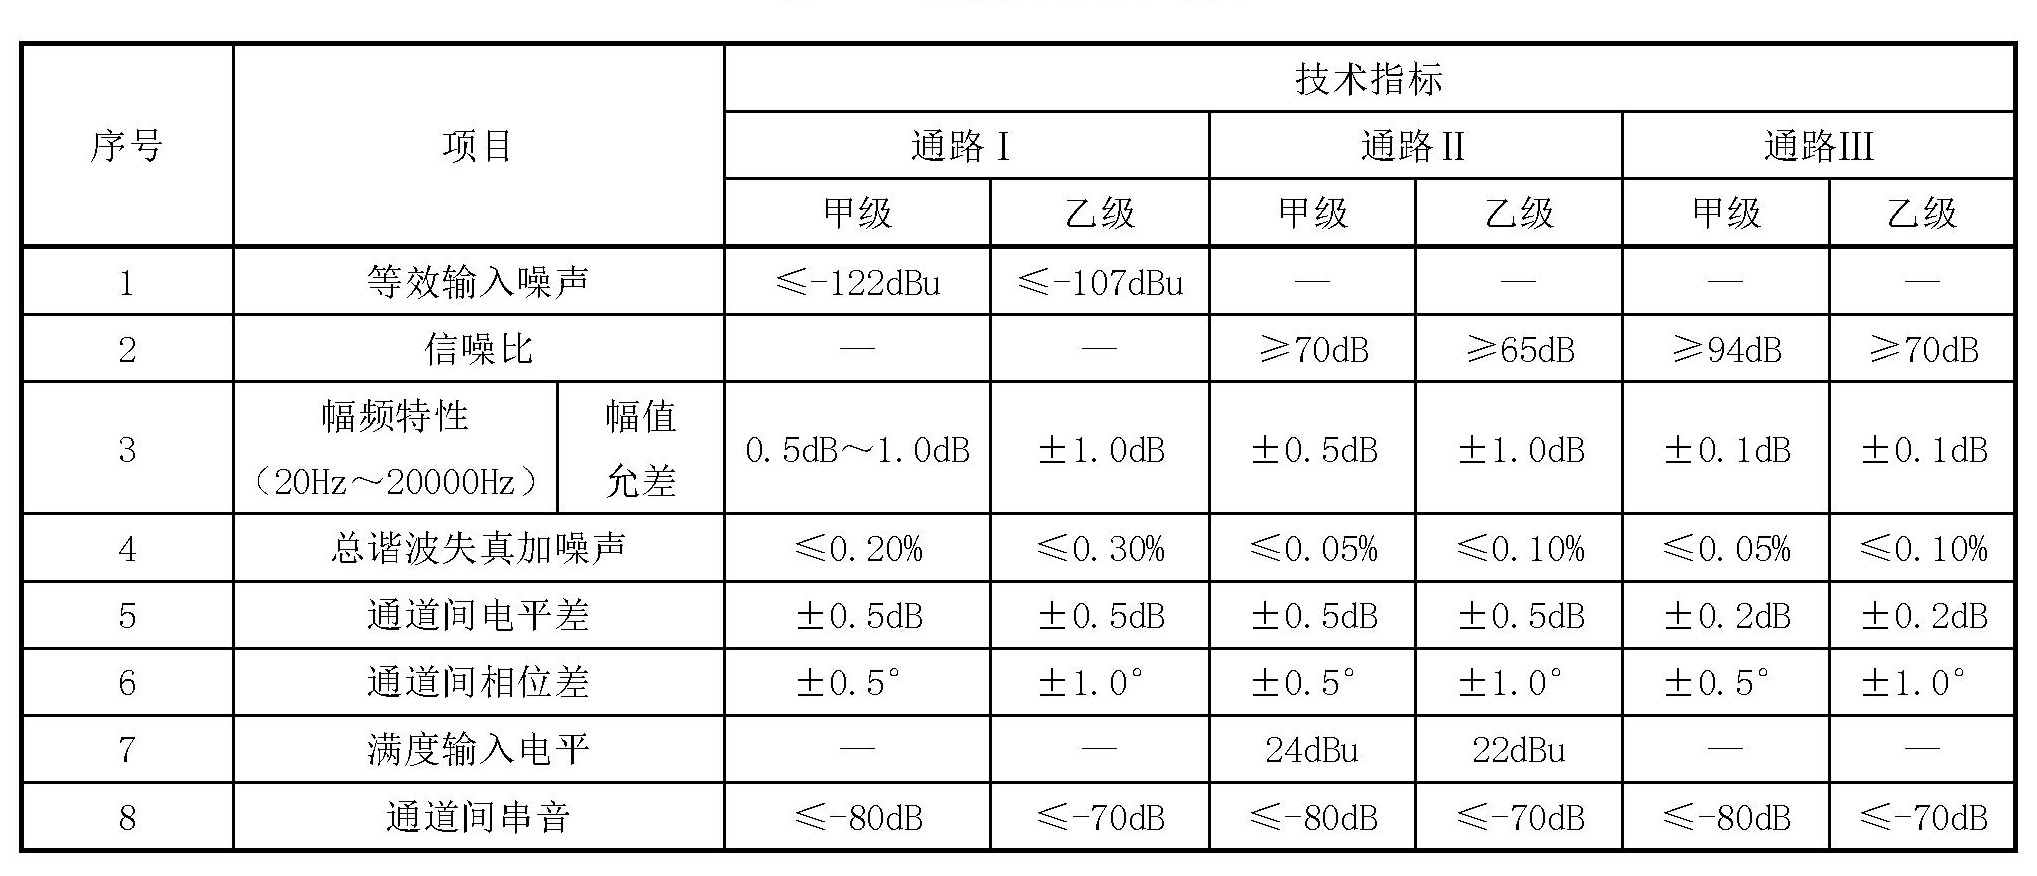 技术指标
序号 项目 通路Ⅰ 通路Ⅱ 通路Ⅲ
甲级 乙级 甲级 乙级 甲级 乙级
1 等效输入噪声 ≤-122dBu ≤-107dBu — — — —
2 信噪比 — — ≥70dB ≥65dB ≥94dB ≥70dB
3 幅频特性（20Hz～20000Hz） 幅值允差 0.5dB～1.0dB ±1.0dB ±0.5dB ±1.0dB ±0.1dB ±0.1dB
4 总谐波失真加噪声 ≤0.20% ≤0.30% ≤0.05% ≤0.10% ≤0.05% ≤0.10%
5 通道间电平差 ±0.5dB ±0.5dB ±0.5dB ±0.5dB ±0.2dB ±0.2dB
6 通道间相位差 ±0.5° ±1.0° ±0.5° ±1.0° ±0.5° ±1.0°
7 满度输入电平 — — 24dBu 22dBu — —
8 通道间串音 ≤-80dB ≤-70dB ≤-80dB ≤-70dB ≤-80dB ≤-70dB